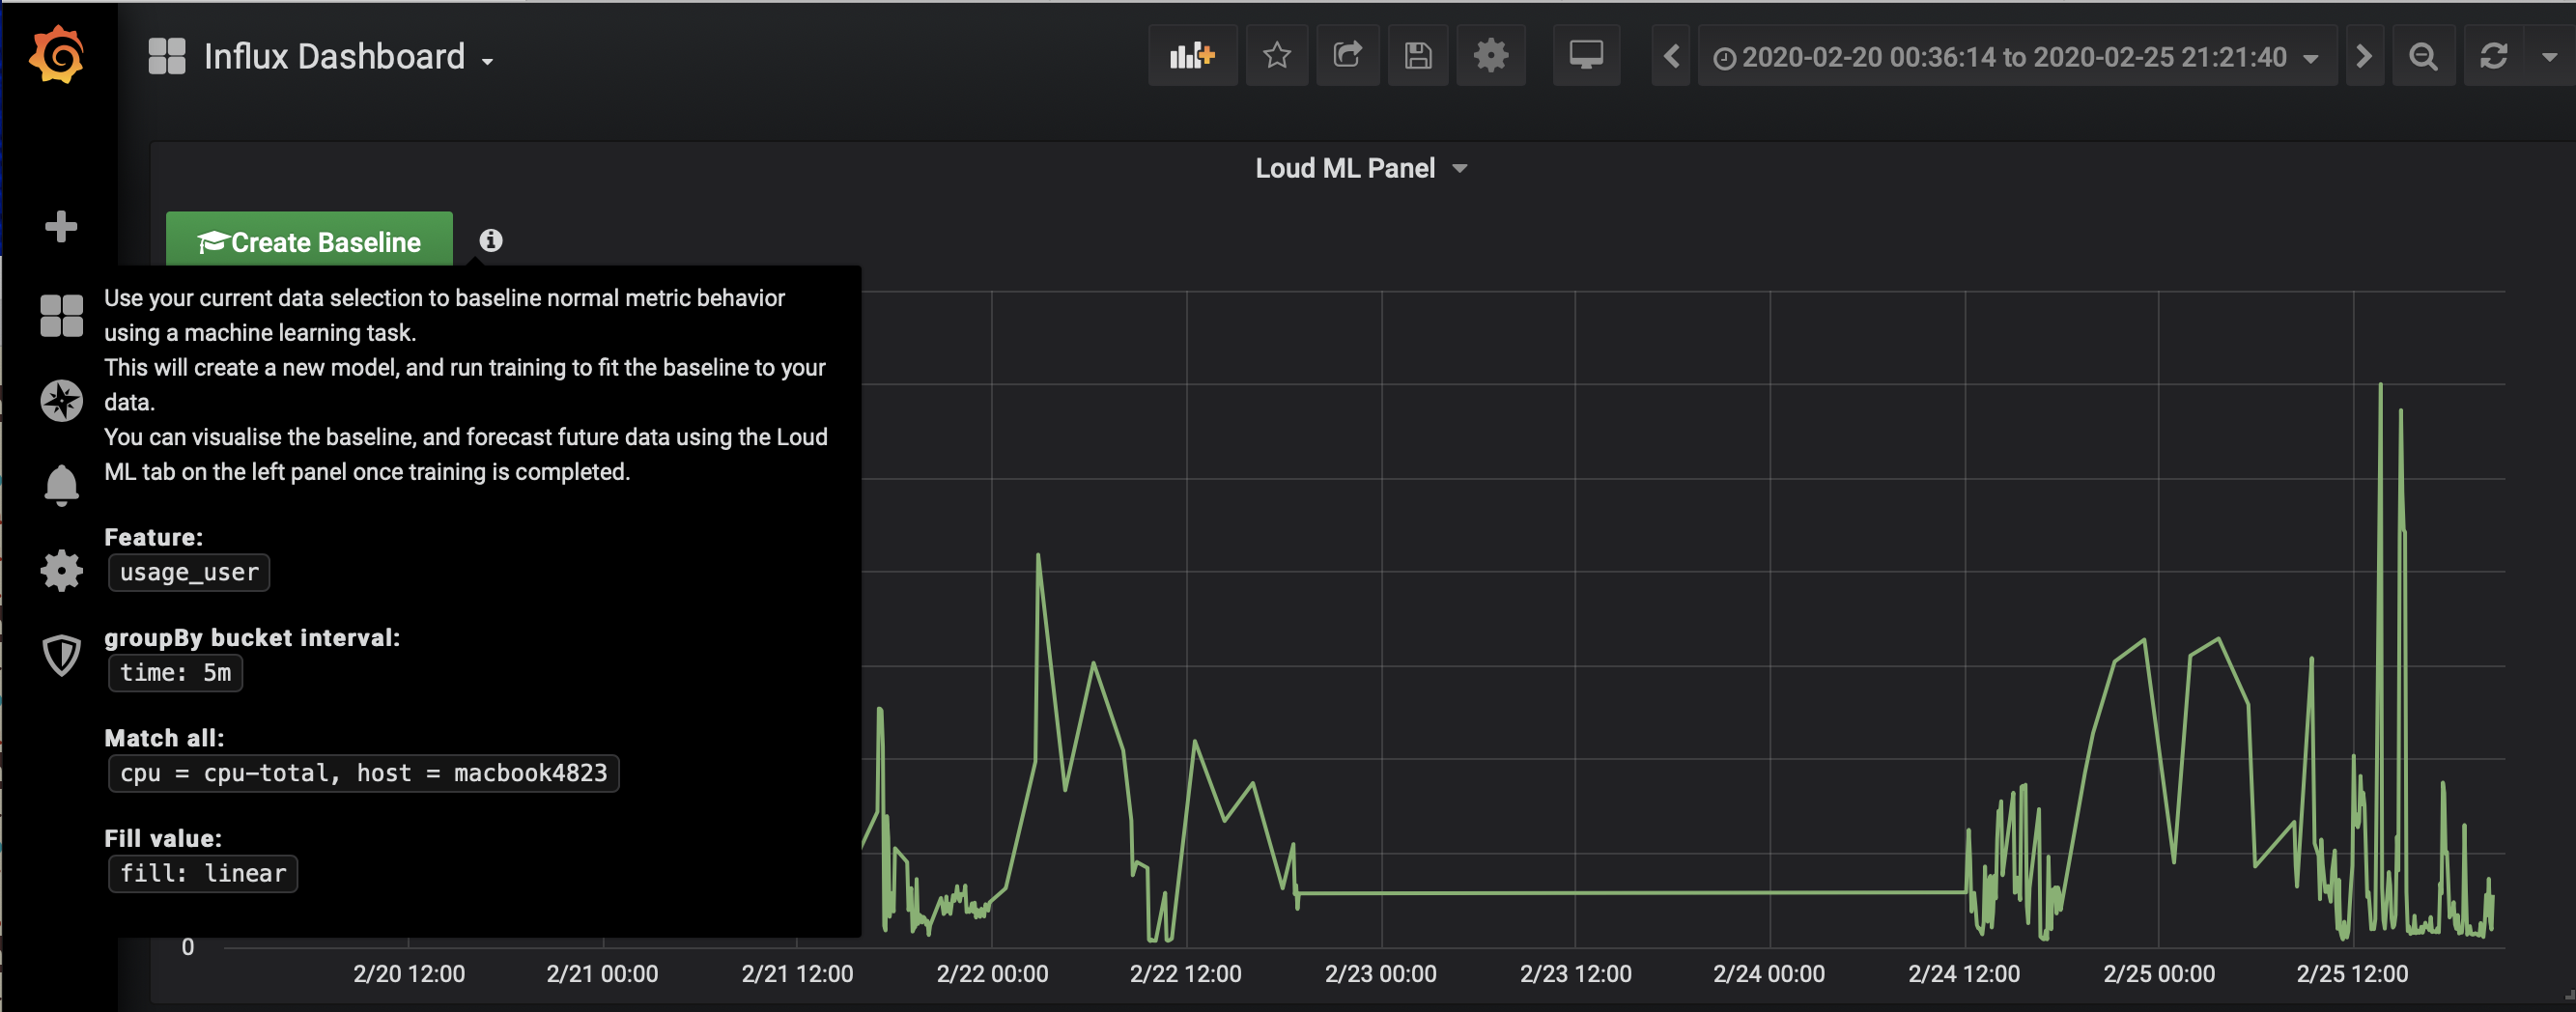 Influx Dashboard
2020-02-20 00:36:14 to 2020-02-25 21:21:40
Loud ML Panel
Create Baseline
Use your current data selection to baseline normal metric behavior
using a machine learning task.
This will create a new model, and run training to fit the baseline to your
data.
You can visualise the baseline, and forecast future data using the Loud
ML tab on the left panel once training is completed.
Feature:
usage_user
groupBy bucket interval:
time: 5m
Match all:
cpu = cpu-total, host = macbook4823
Fill value:
fill: linear
0
2/20 12:00 2/21 00:00 2/21 12:00 2/22 00:00 2/22 12:00 2/23 00:00 2/23 12:00 2/24 00:00 2/24 12:00 2/25 00:00 2/25 12:00